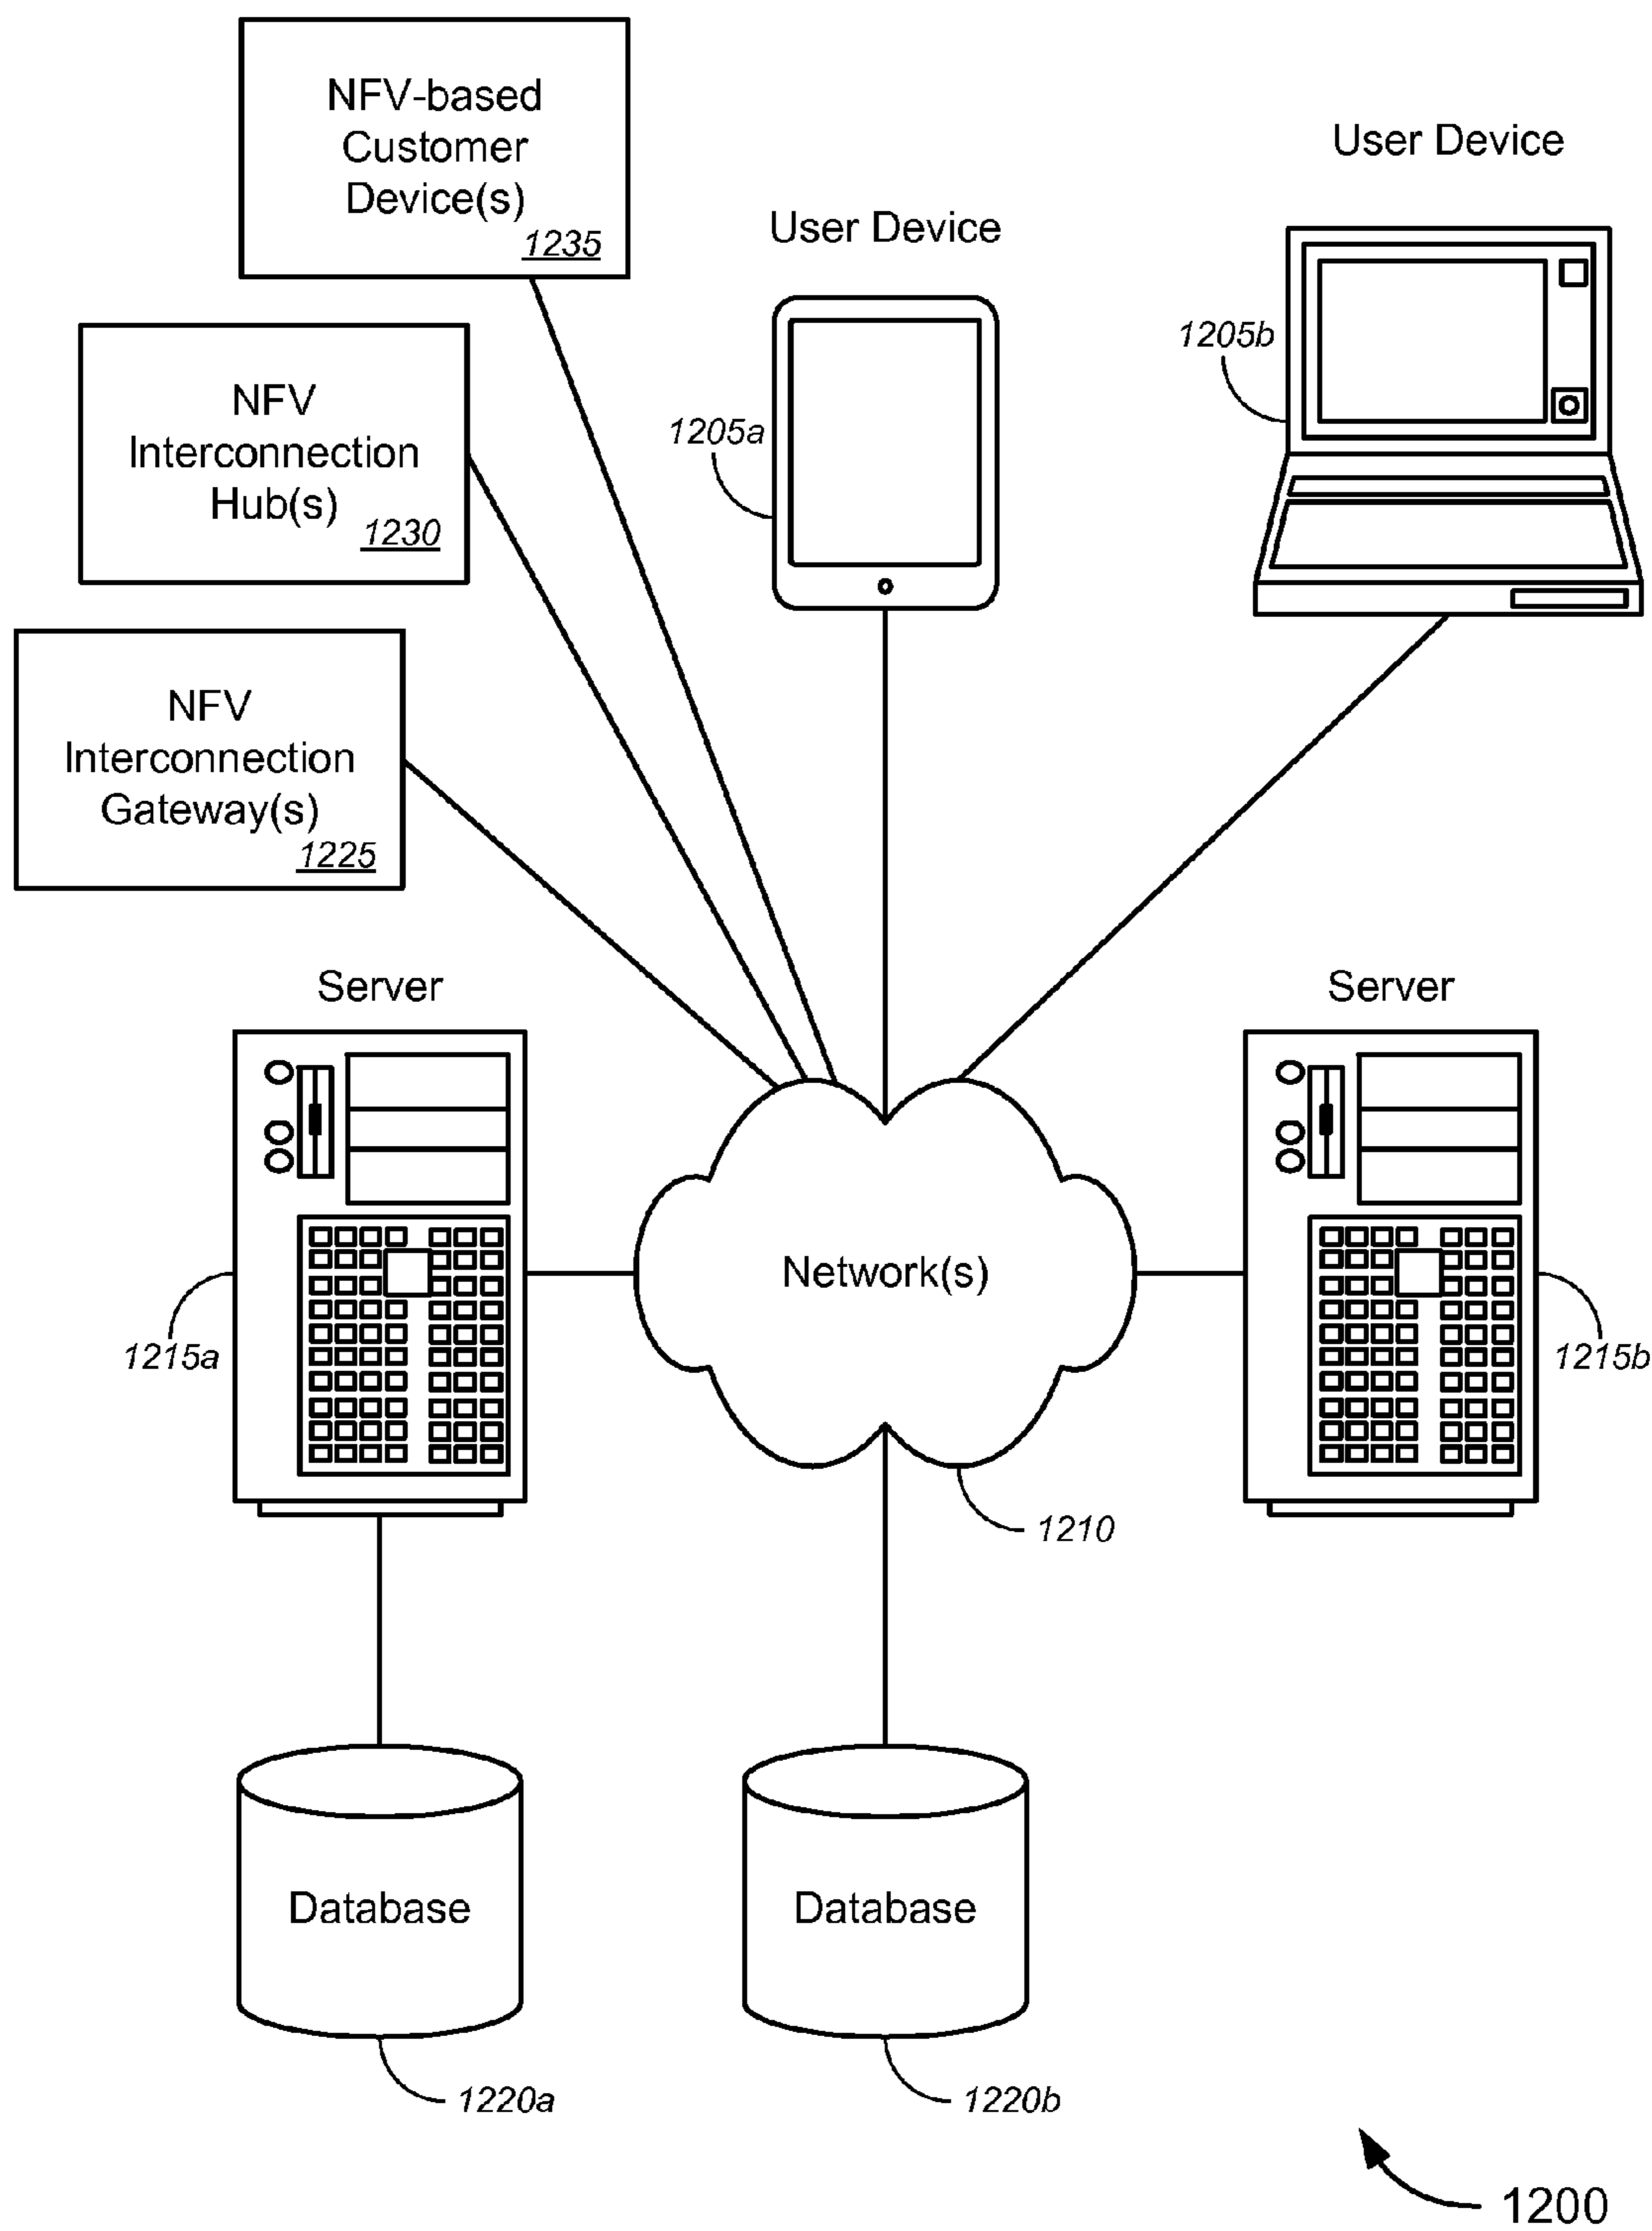 NFV-based
Customer
Device(s)
1235
User Device
User Device
NFV
Interconnection
Hub(s)
1230
1205a
1205b
NFV
Interconnection
Gateway(s)
1225
Server
Server
Network(s)
1215a
1215b
1210
Database
Database
1220a
1220b
1200